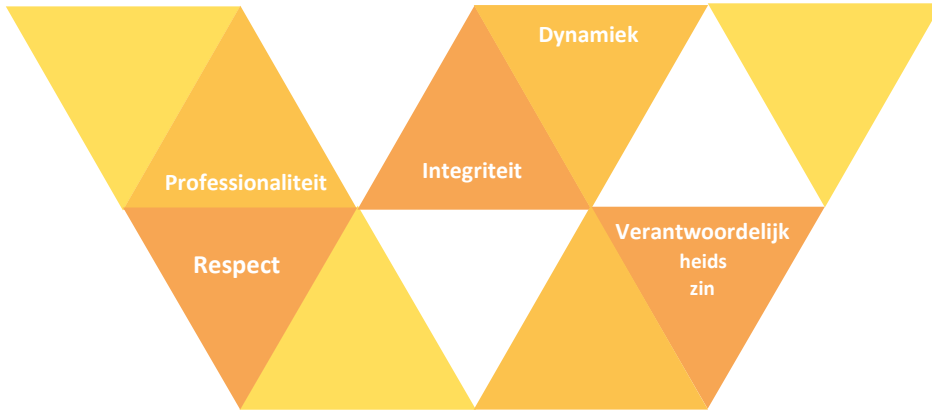 Dynamiek
Professionaliteit
Integriteit
Respect
Verantwoordelijk
heids
zin